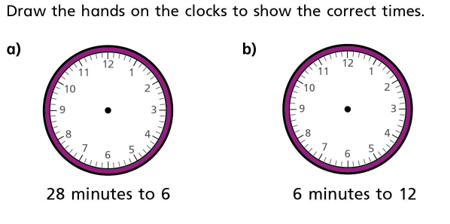 Draw the hands on the clocks to show the correct times.
a) b)
12 12
11 1 11 1
10 2 10 2
9 3 9 3
8 4 8 4
7 5 7 5
6 6
28 minutes to 6 6 minutes to 12